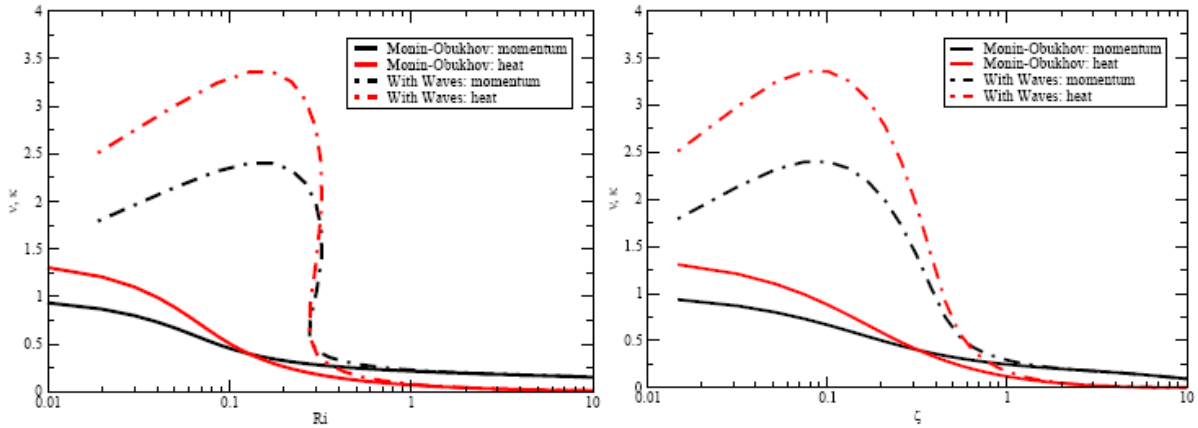 4
3.5
3
2.5
2
1.5
1
0.5
0
ν, κ
0.01
0.1
1
10
Ri
Monin-Obukhov: momentum
Monin-Obukhov: heat
With Waves: momentum
With Waves: heat
4
3.5
3
2.5
2
1.5
1
0.5
0
ν, κ
0.01
0.1
1
10
ζ
Monin-Obukhov: momentum
Monin-Obukhov: heat
With Waves: momentum
With Waves: heat